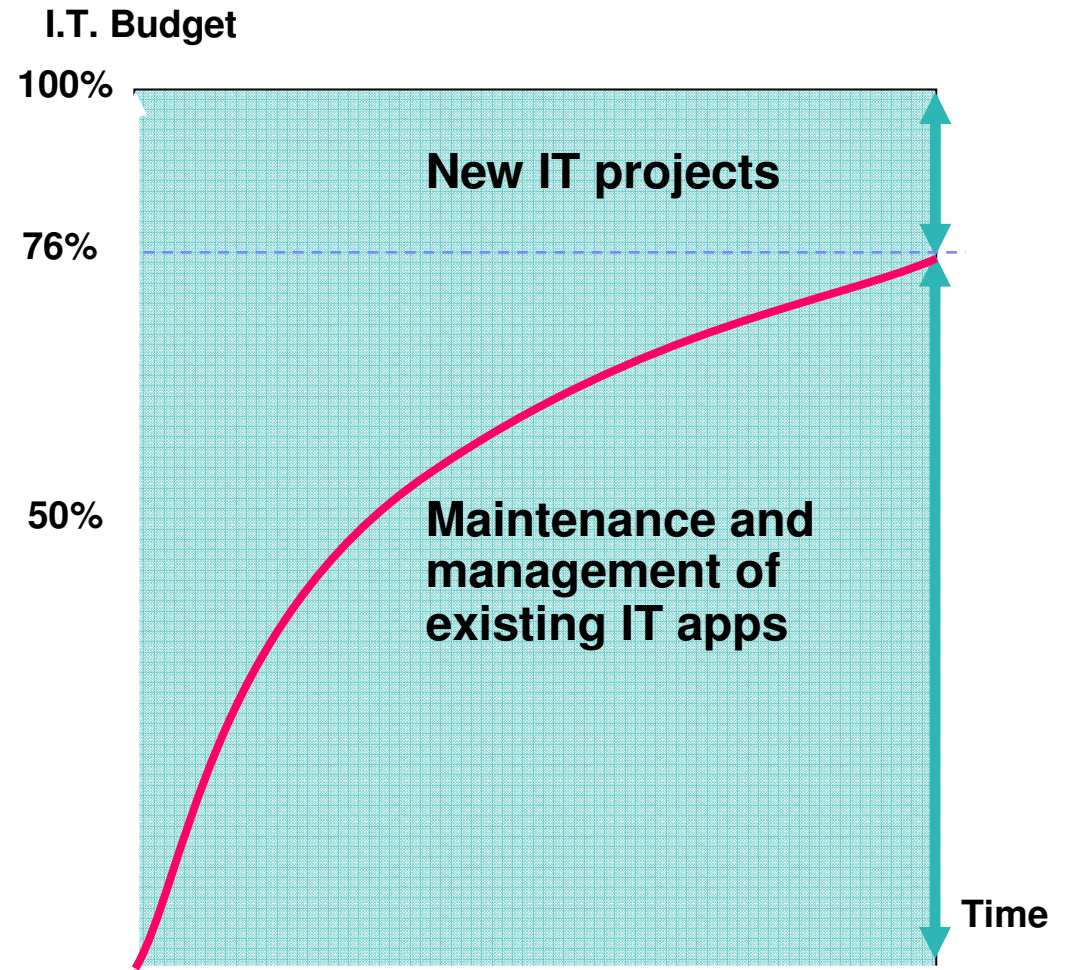 I.T. Budget
100%
New IT projects
76%
50%
Maintenance and
management of
existing IT apps
Time